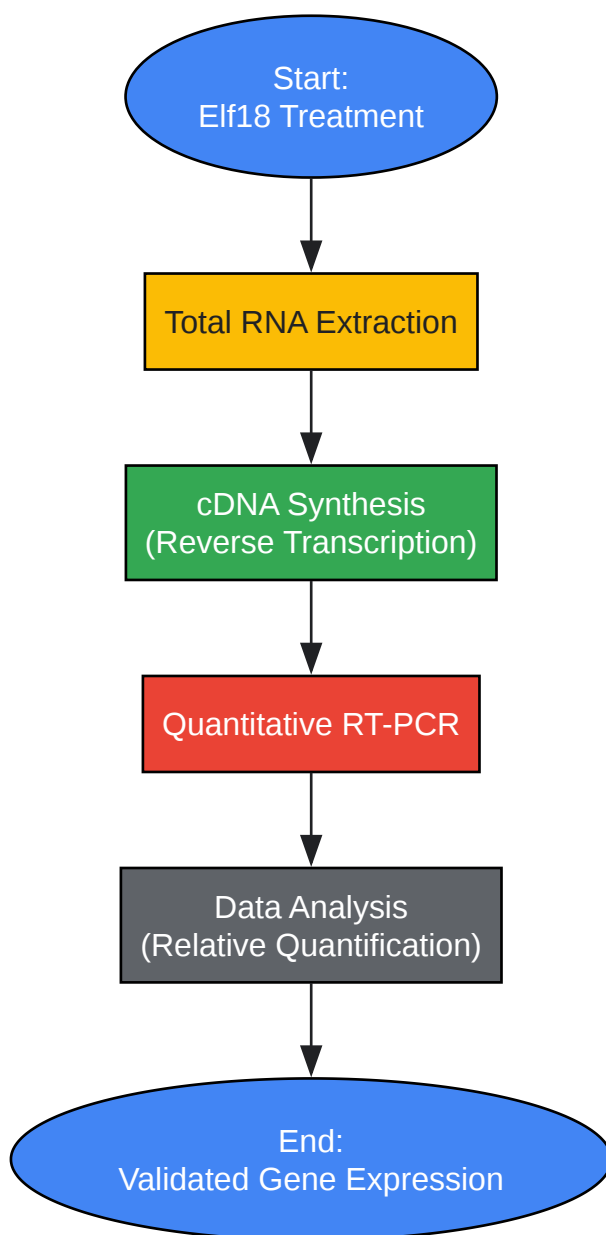 Start:
Elf18 Treatment
Total RNA Extraction
cDNA Synthesis
(Reverse Transcription)
Quantitative RT-PCR
Data Analysis
(Relative Quantification)
End:
Validated Gene Expression